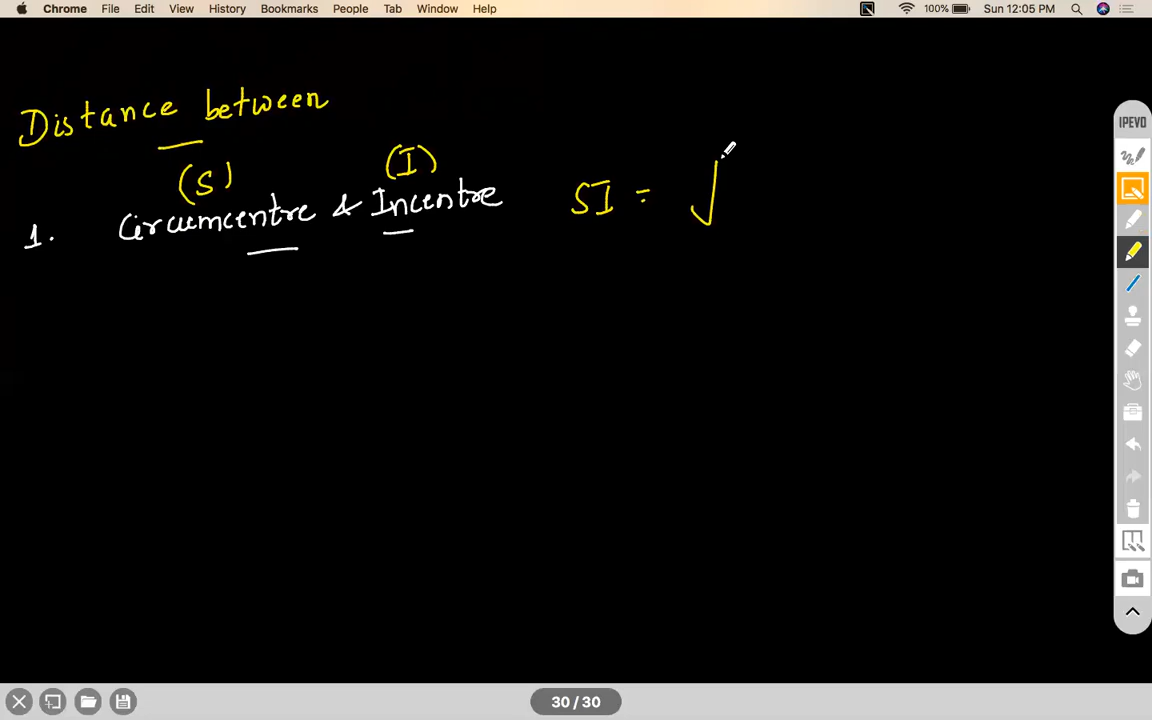 Chrome File Edit View History Bookmarks People Tab Window Help 100% Sun 12:05 PM
Distance between
(S) (I)
1. Circumcentre & Incentre SI = √
IPEVO
30 / 30